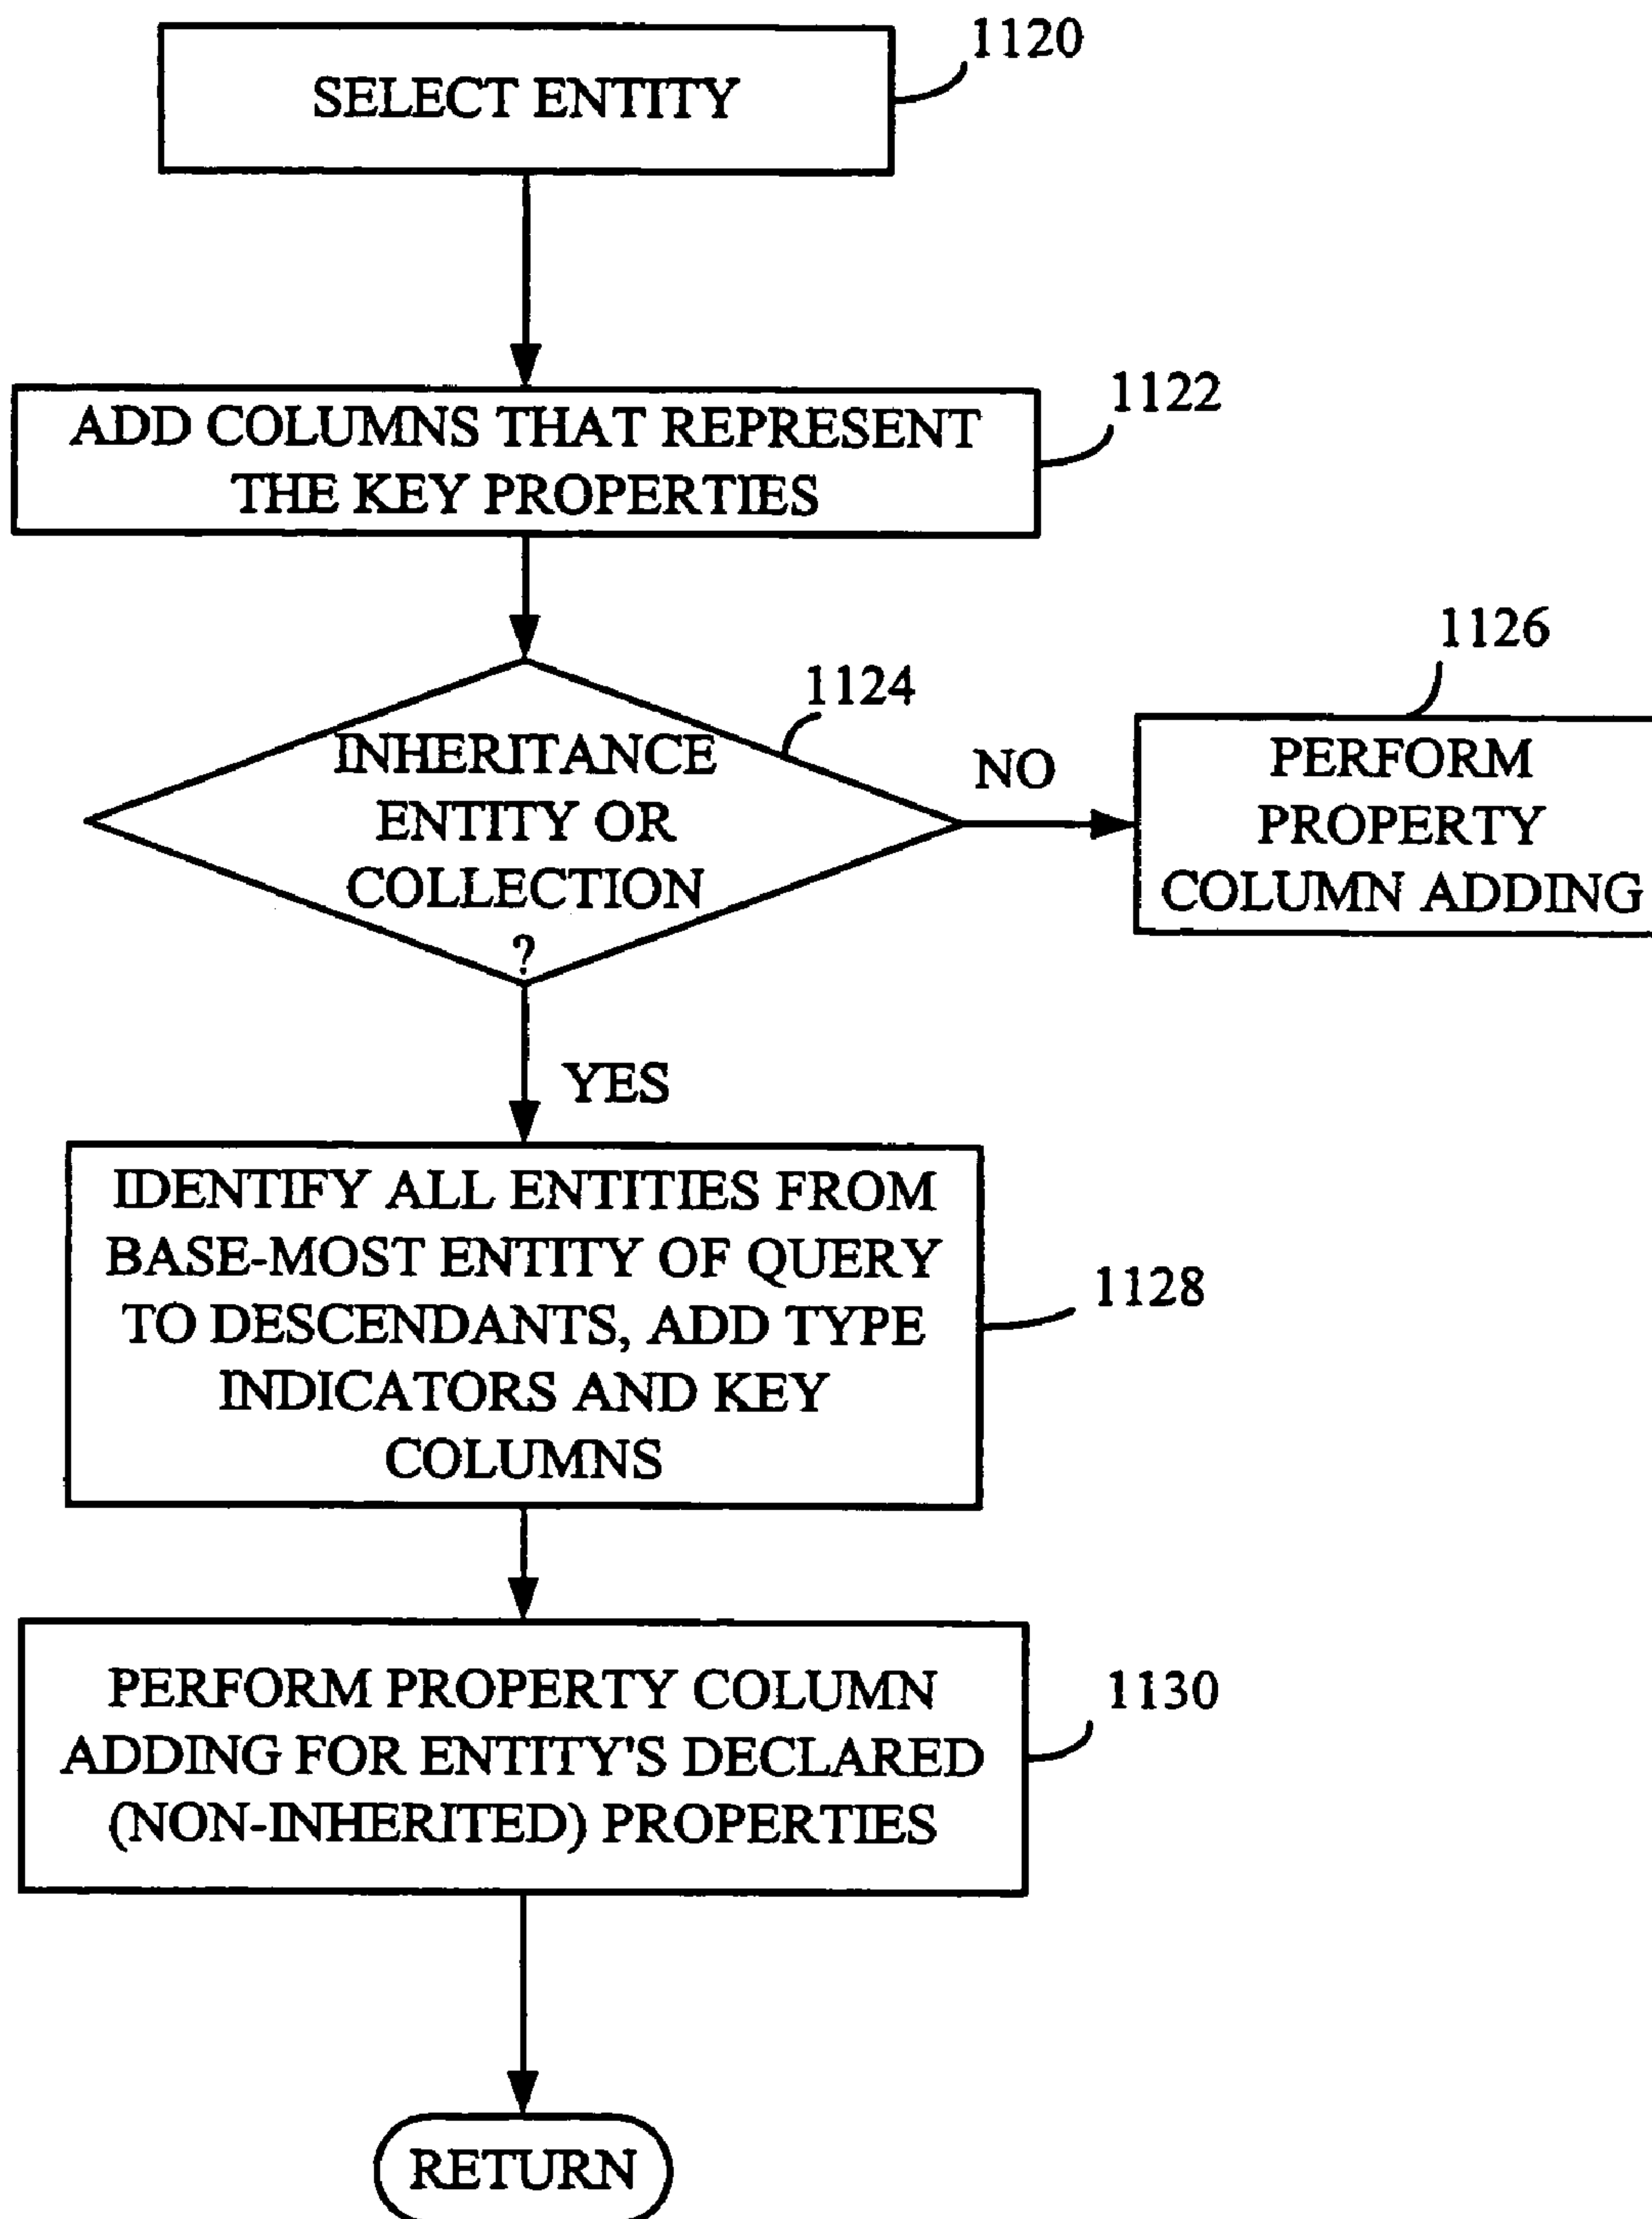 1120
SELECT ENTITY
1122
ADD COLUMNS THAT REPRESENT
THE KEY PROPERTIES
1124
INHERITANCE
ENTITY OR
COLLECTION
?
NO
1126
PERFORM
PROPERTY
COLUMN ADDING
YES
IDENTIFY ALL ENTITIES FROM
BASE-MOST ENTITY OF QUERY
TO DESCENDANTS, ADD TYPE
INDICATORS AND KEY
COLUMNS
1128
PERFORM PROPERTY COLUMN
ADDING FOR ENTITY'S DECLARED
(NON-INHERITED) PROPERTIES
1130
RETURN